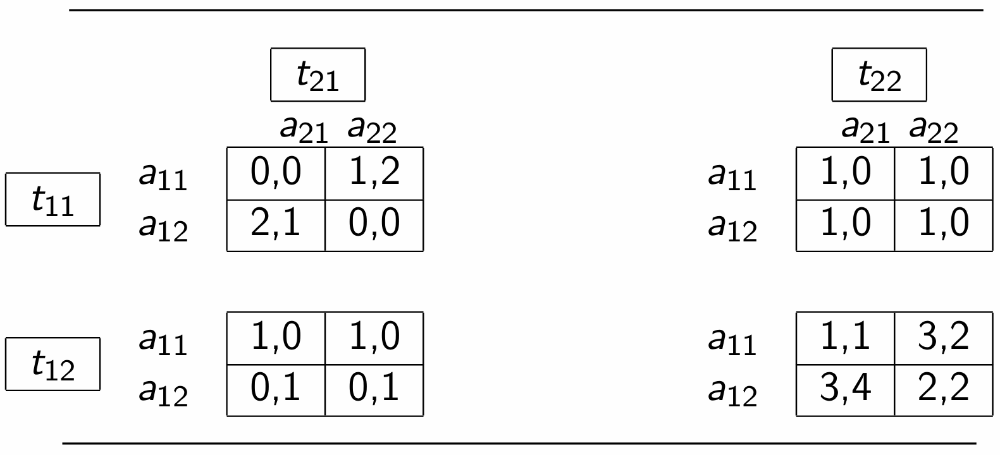 t21 t22
a21 a22 a21 a22
a11 0,0 1,2 a11 1,0 1,0
t11
a12 2,1 0,0 a12 1,0 1,0
a11 1,0 1,0 a11 1,1 3,2
t12
a12 0,1 0,1 a12 3,4 2,2